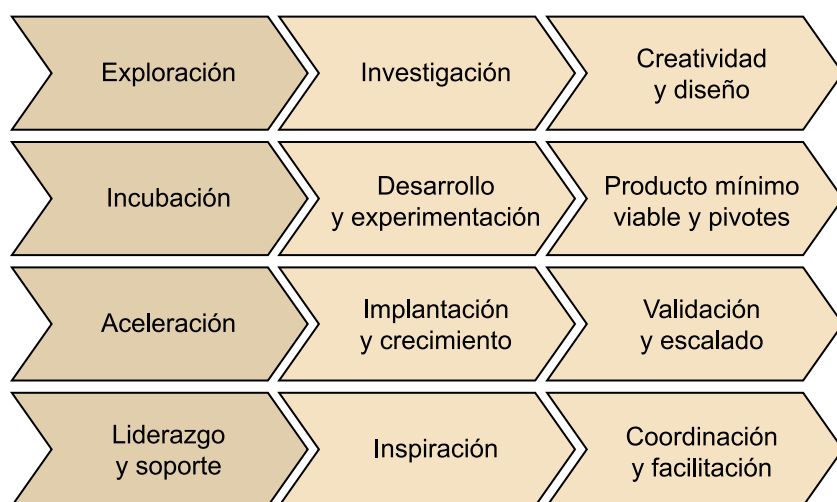 Exploración
Investigación
Creatividad
y diseño
Incubación
Desarrollo
y experimentación
Producto mínimo
viable y pivotes
Aceleración
Implantación
y crecimiento
Validación
y escalado
Liderazgo
y soporte
Inspiración
Coordinación
y facilitación